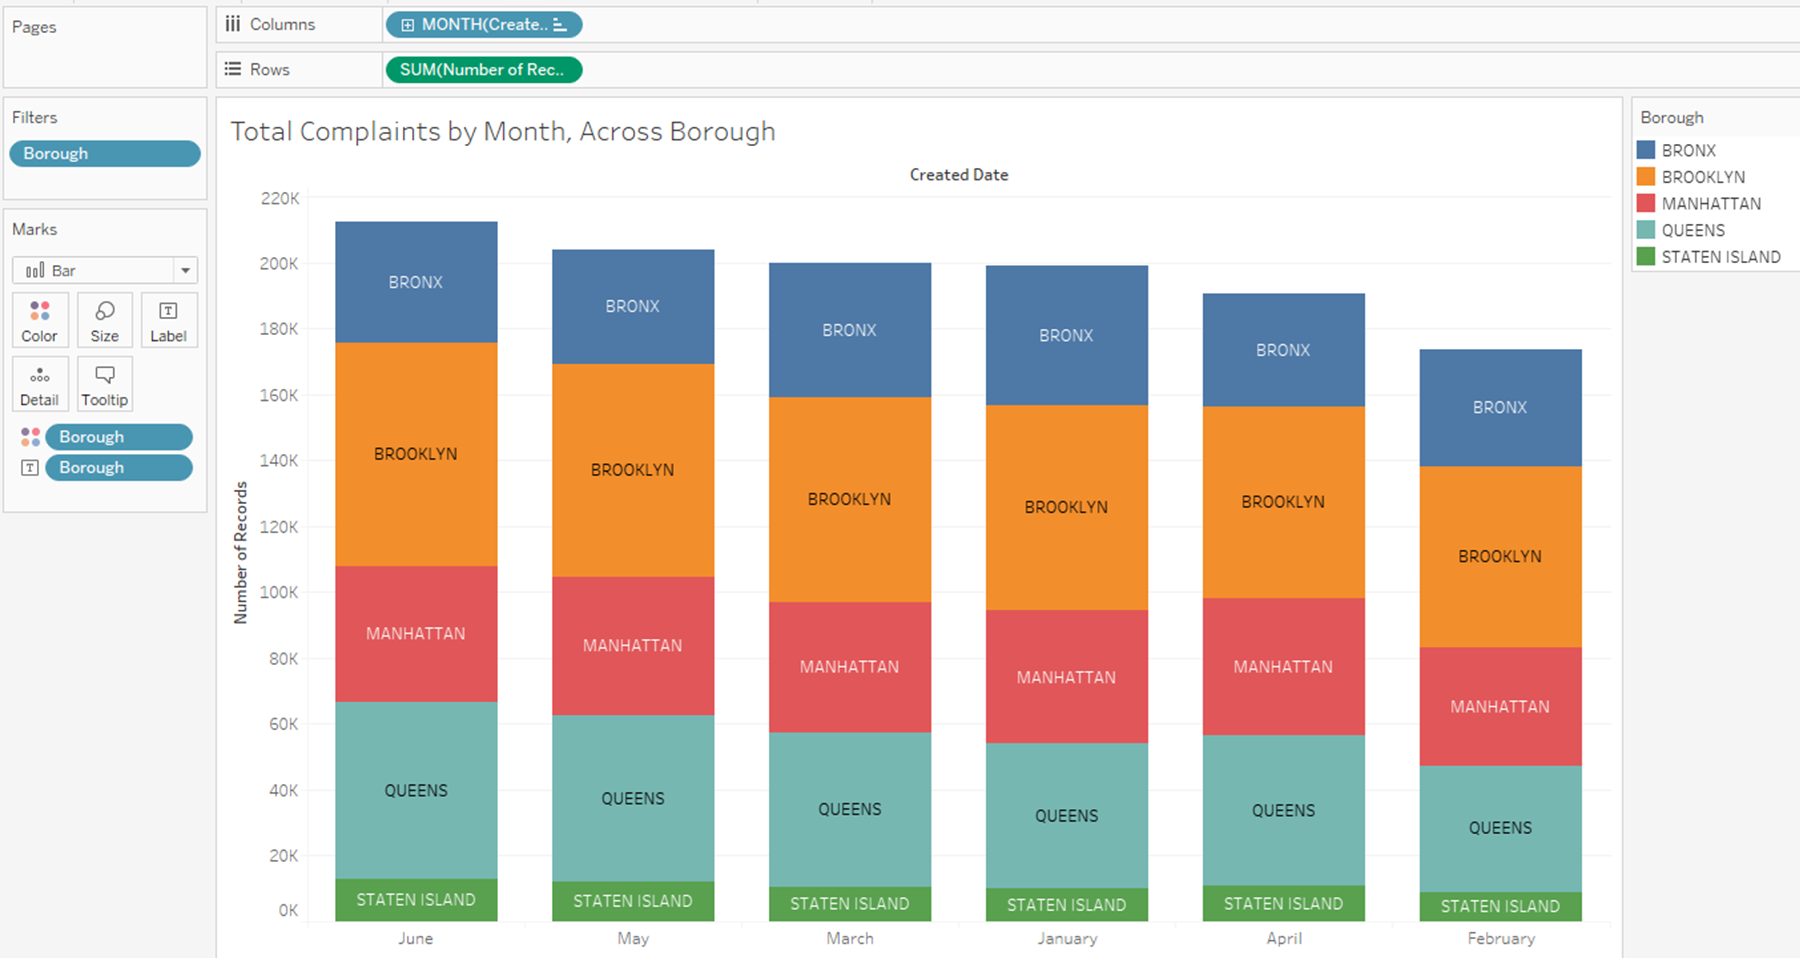 Pages
Columns
MONTH(Create..
Rows
SUM(Number of Rec..
Filters
Borough
Marks
Bar
Color Size Label
Detail Tooltip
Borough
T Borough
Total Complaints by Month, Across Borough
Created Date
Number of Records
220K
200K
180K
160K
140K
120K
100K
80K
60K
40K
20K
0K
BRONX
BROOKLYN
MANHATTAN
QUEENS
STATEN ISLAND
June
BRONX
BROOKLYN
MANHATTAN
QUEENS
STATEN ISLAND
May
BRONX
BROOKLYN
MANHATTAN
QUEENS
STATEN ISLAND
March
BRONX
BROOKLYN
MANHATTAN
QUEENS
STATEN ISLAND
January
BRONX
BROOKLYN
MANHATTAN
QUEENS
STATEN ISLAND
April
BRONX
BROOKLYN
MANHATTAN
QUEENS
STATEN ISLAND
February
Borough
BRONX
BROOKLYN
MANHATTAN
QUEENS
STATEN ISLAND